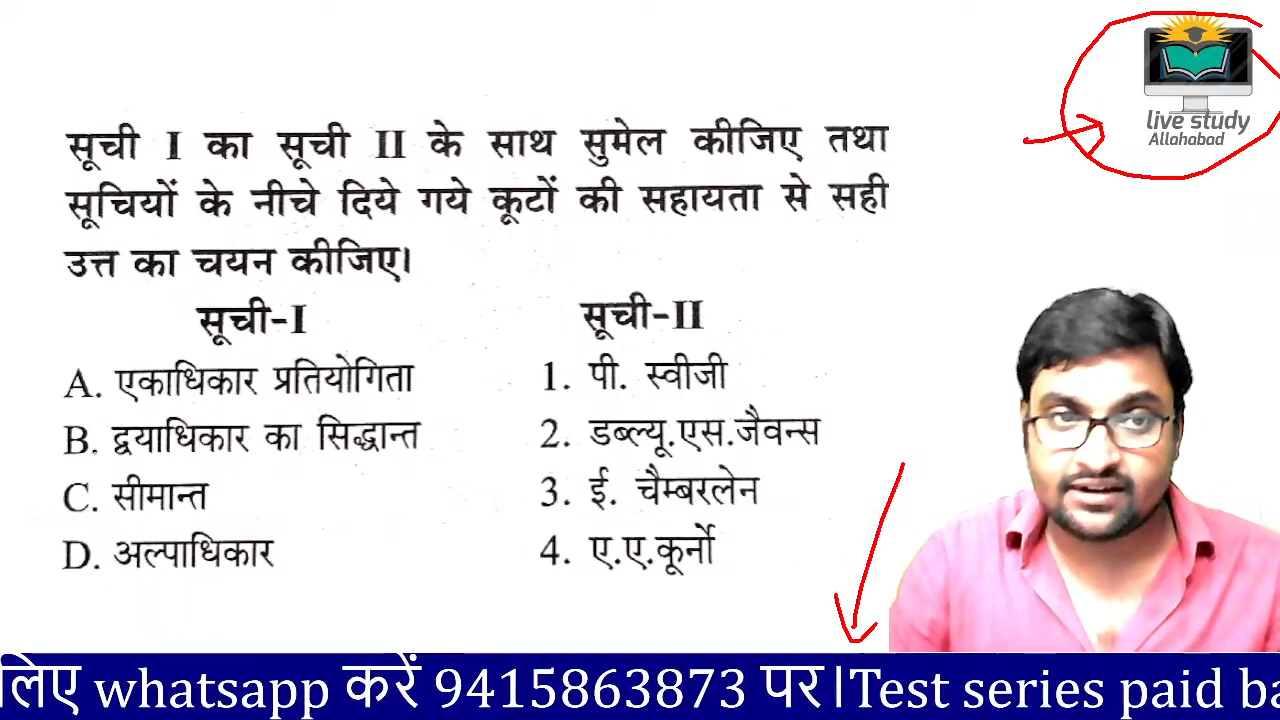 live study
Allahabad
सूची I का सूची II के साथ सुमेल कीजिए तथा
सूचियों के नीचे दिये गये कूटों की सहायता से सही
उत्त का चयन कीजिए।
सूची-I सूची-II
A. एकाधिकार प्रतियोगिता 1. पी. स्वीजी
B. द्वयाधिकार का सिद्धान्त 2. डब्ल्यू.एस.जैवन्स
C. सीमान्त 3. ई. चैम्बरलेन
D. अल्पाधिकार 4. ए.ए.कूर्नो
लिए whatsapp करें 9415863873 पर।Test series paid ba